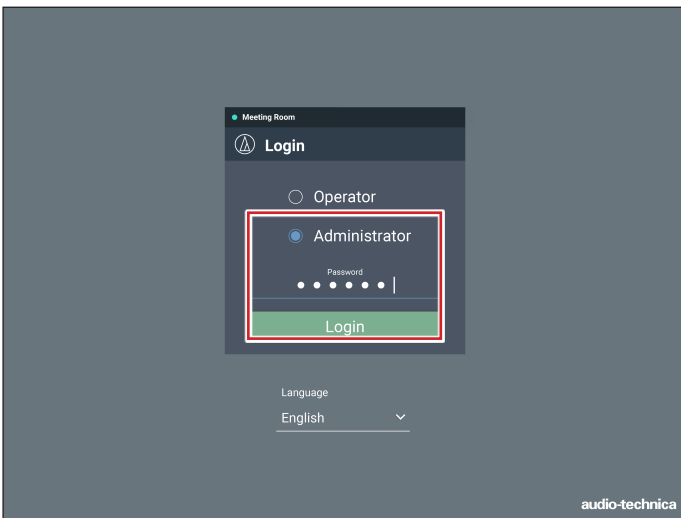 Meeting Room
Login
Operator
Administrator
Password
Login
Language
English
audio-technica